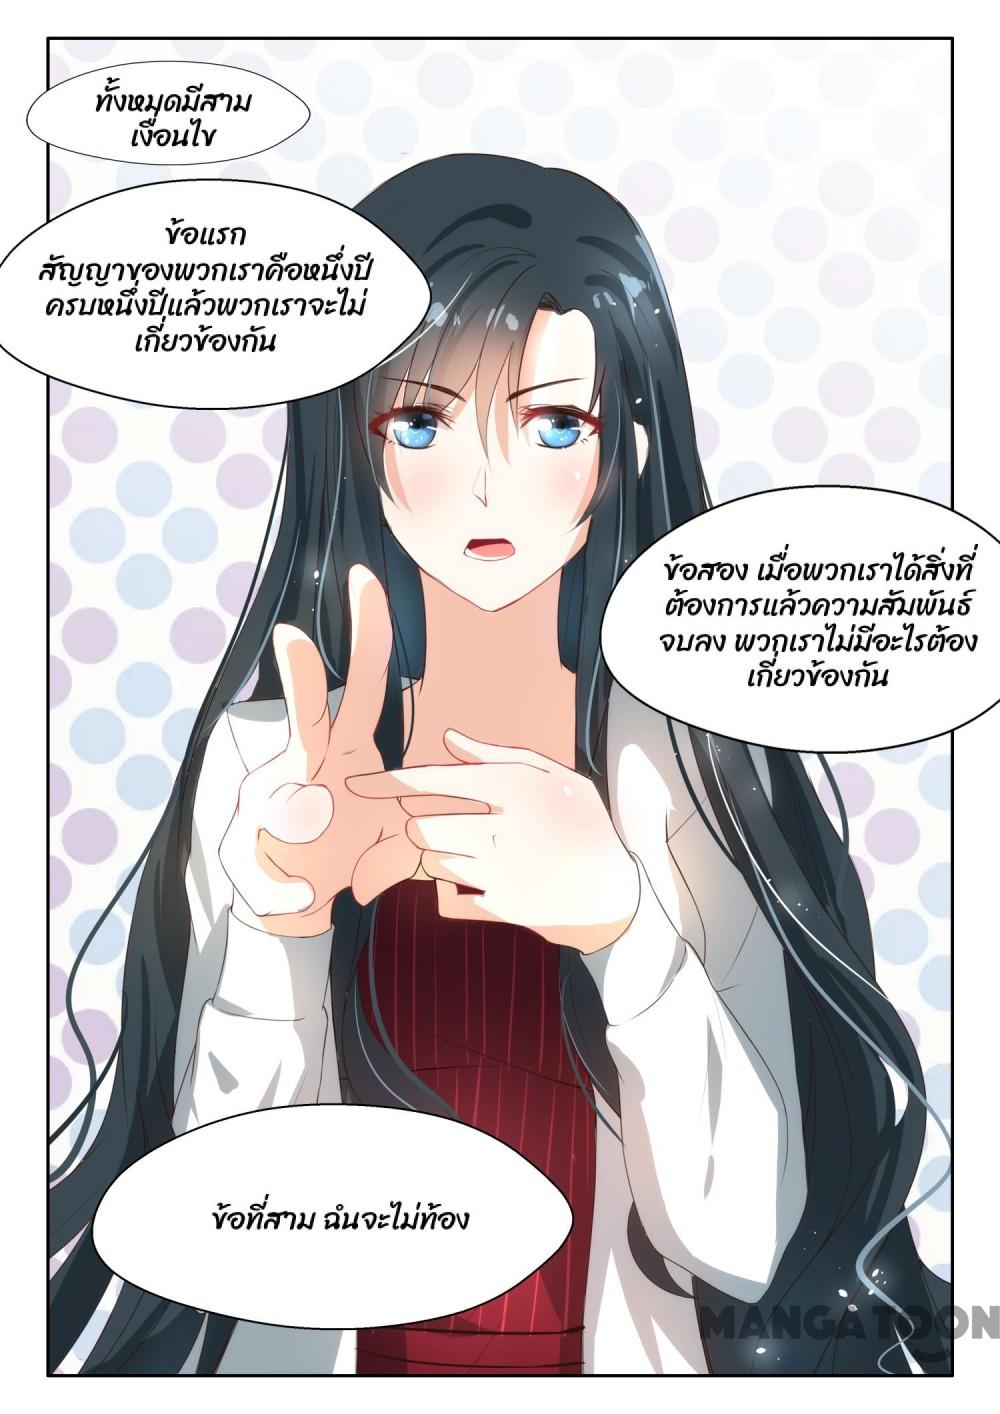 ทั้งหมดมีสาม
เงื่อนไข
ข้อแรก
สัญญาของพวกเราคือหนึ่งปี
ครบหนึ่งปีแล้วพวกเราจะไม่
เกี่ยวข้องกัน
ข้อสอง เมื่อพวกเราได้สิ่งที่
ต้องการแล้วความสัมพันธ์
จบลง พวกเราไม่มีอะไรต้อง
เกี่ยวข้องกัน
ข้อที่สาม ฉันจะไม่ท้อง
MANGATOON